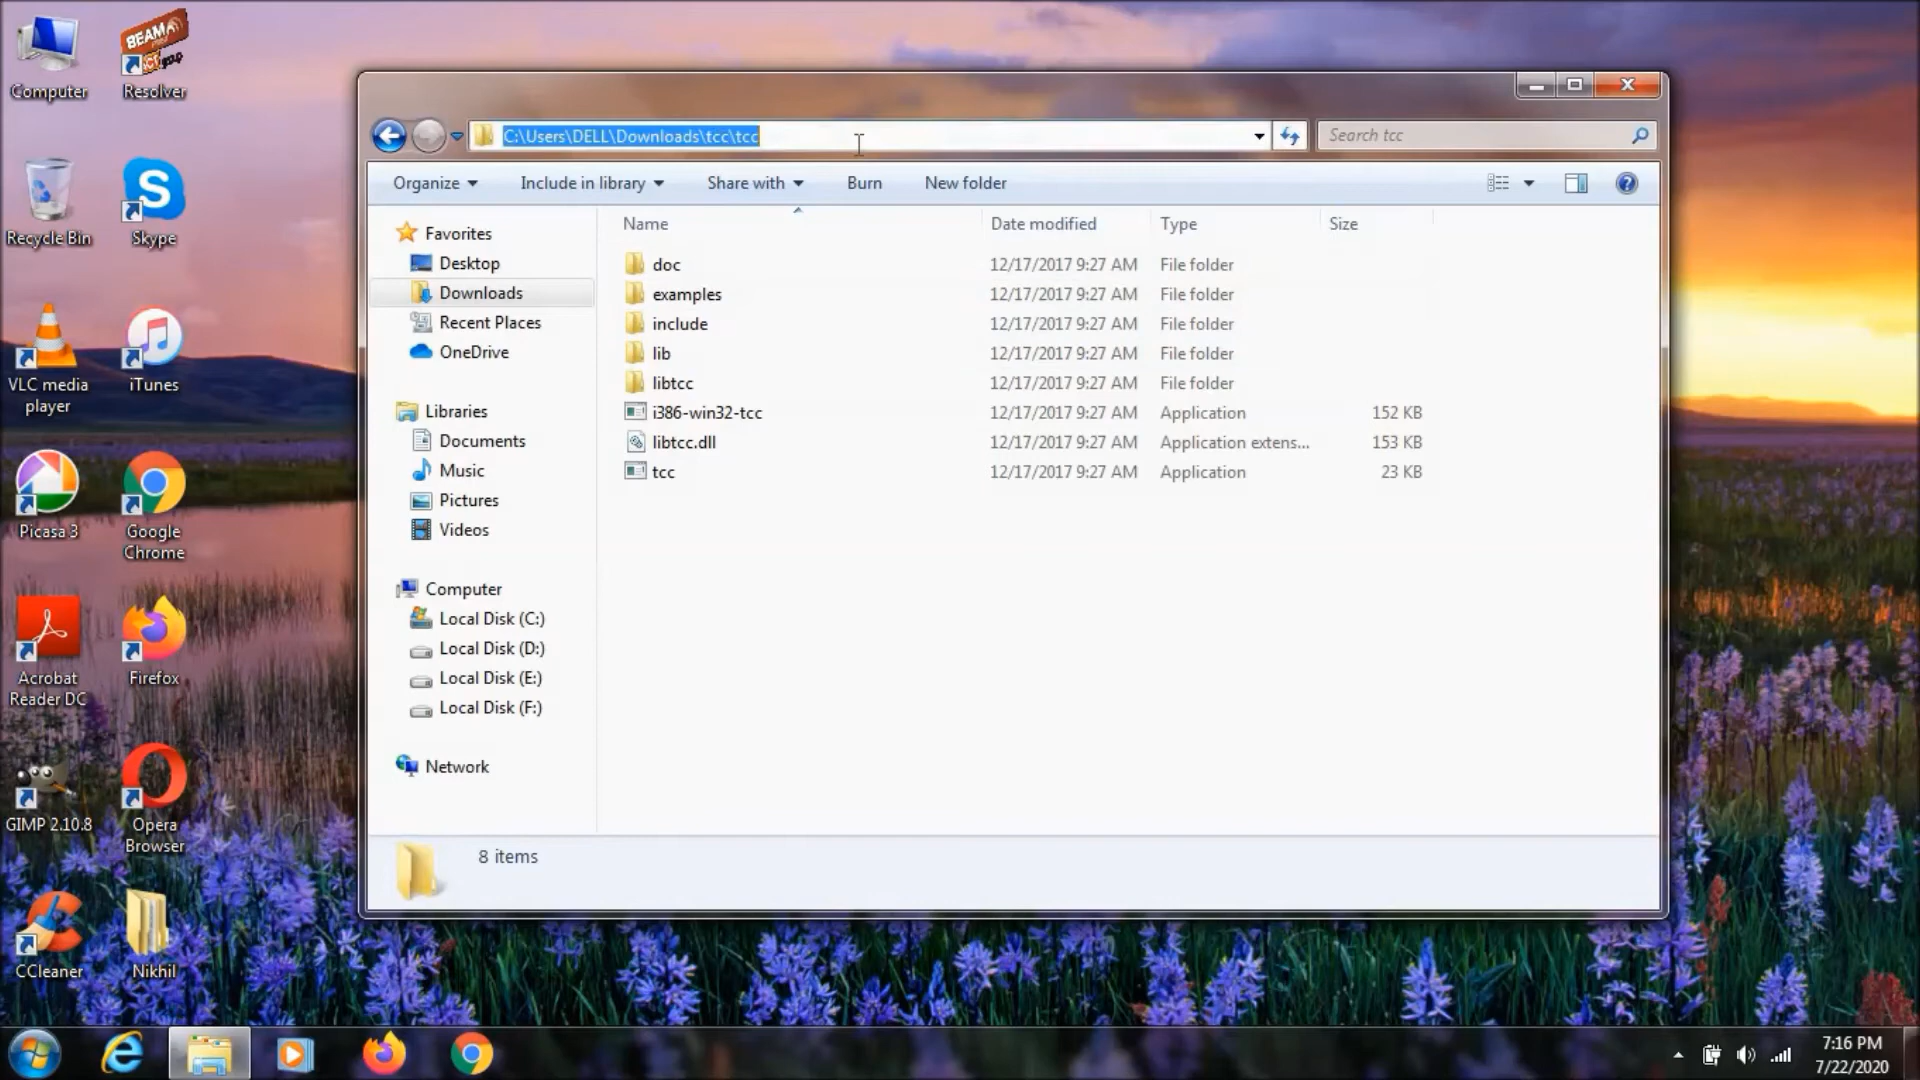 Computer
Resolver
BEAMA
Recycle Bin
Skype
VLC media
player
iTunes
Picasa 3
Google
Chrome
Acrobat
Reader DC
Firefox
GIMP 2.10.8
Opera
Browser
CCleaner
Nikhil
C:\Users\DELL\Downloads\tcc\tcc
Search tcc
Organize
Include in library
Share with
Burn
New folder
Favorites
Desktop
Downloads
Recent Places
OneDrive
Libraries
Documents
Music
Pictures
Videos
Computer
Local Disk (C:)
Local Disk (D:)
Local Disk (E:)
Local Disk (F:)
Network
Name Date modified Type Size
doc 12/17/2017 9:27 AM File folder
examples 12/17/2017 9:27 AM File folder
include 12/17/2017 9:27 AM File folder
lib 12/17/2017 9:27 AM File folder
libtcc 12/17/2017 9:27 AM File folder
i386-win32-tcc 12/17/2017 9:27 AM Application 152 KB
libtcc.dll 12/17/2017 9:27 AM Application extens... 153 KB
tcc 12/17/2017 9:27 AM Application 23 KB
8 items
7:16 PM
7/22/2020